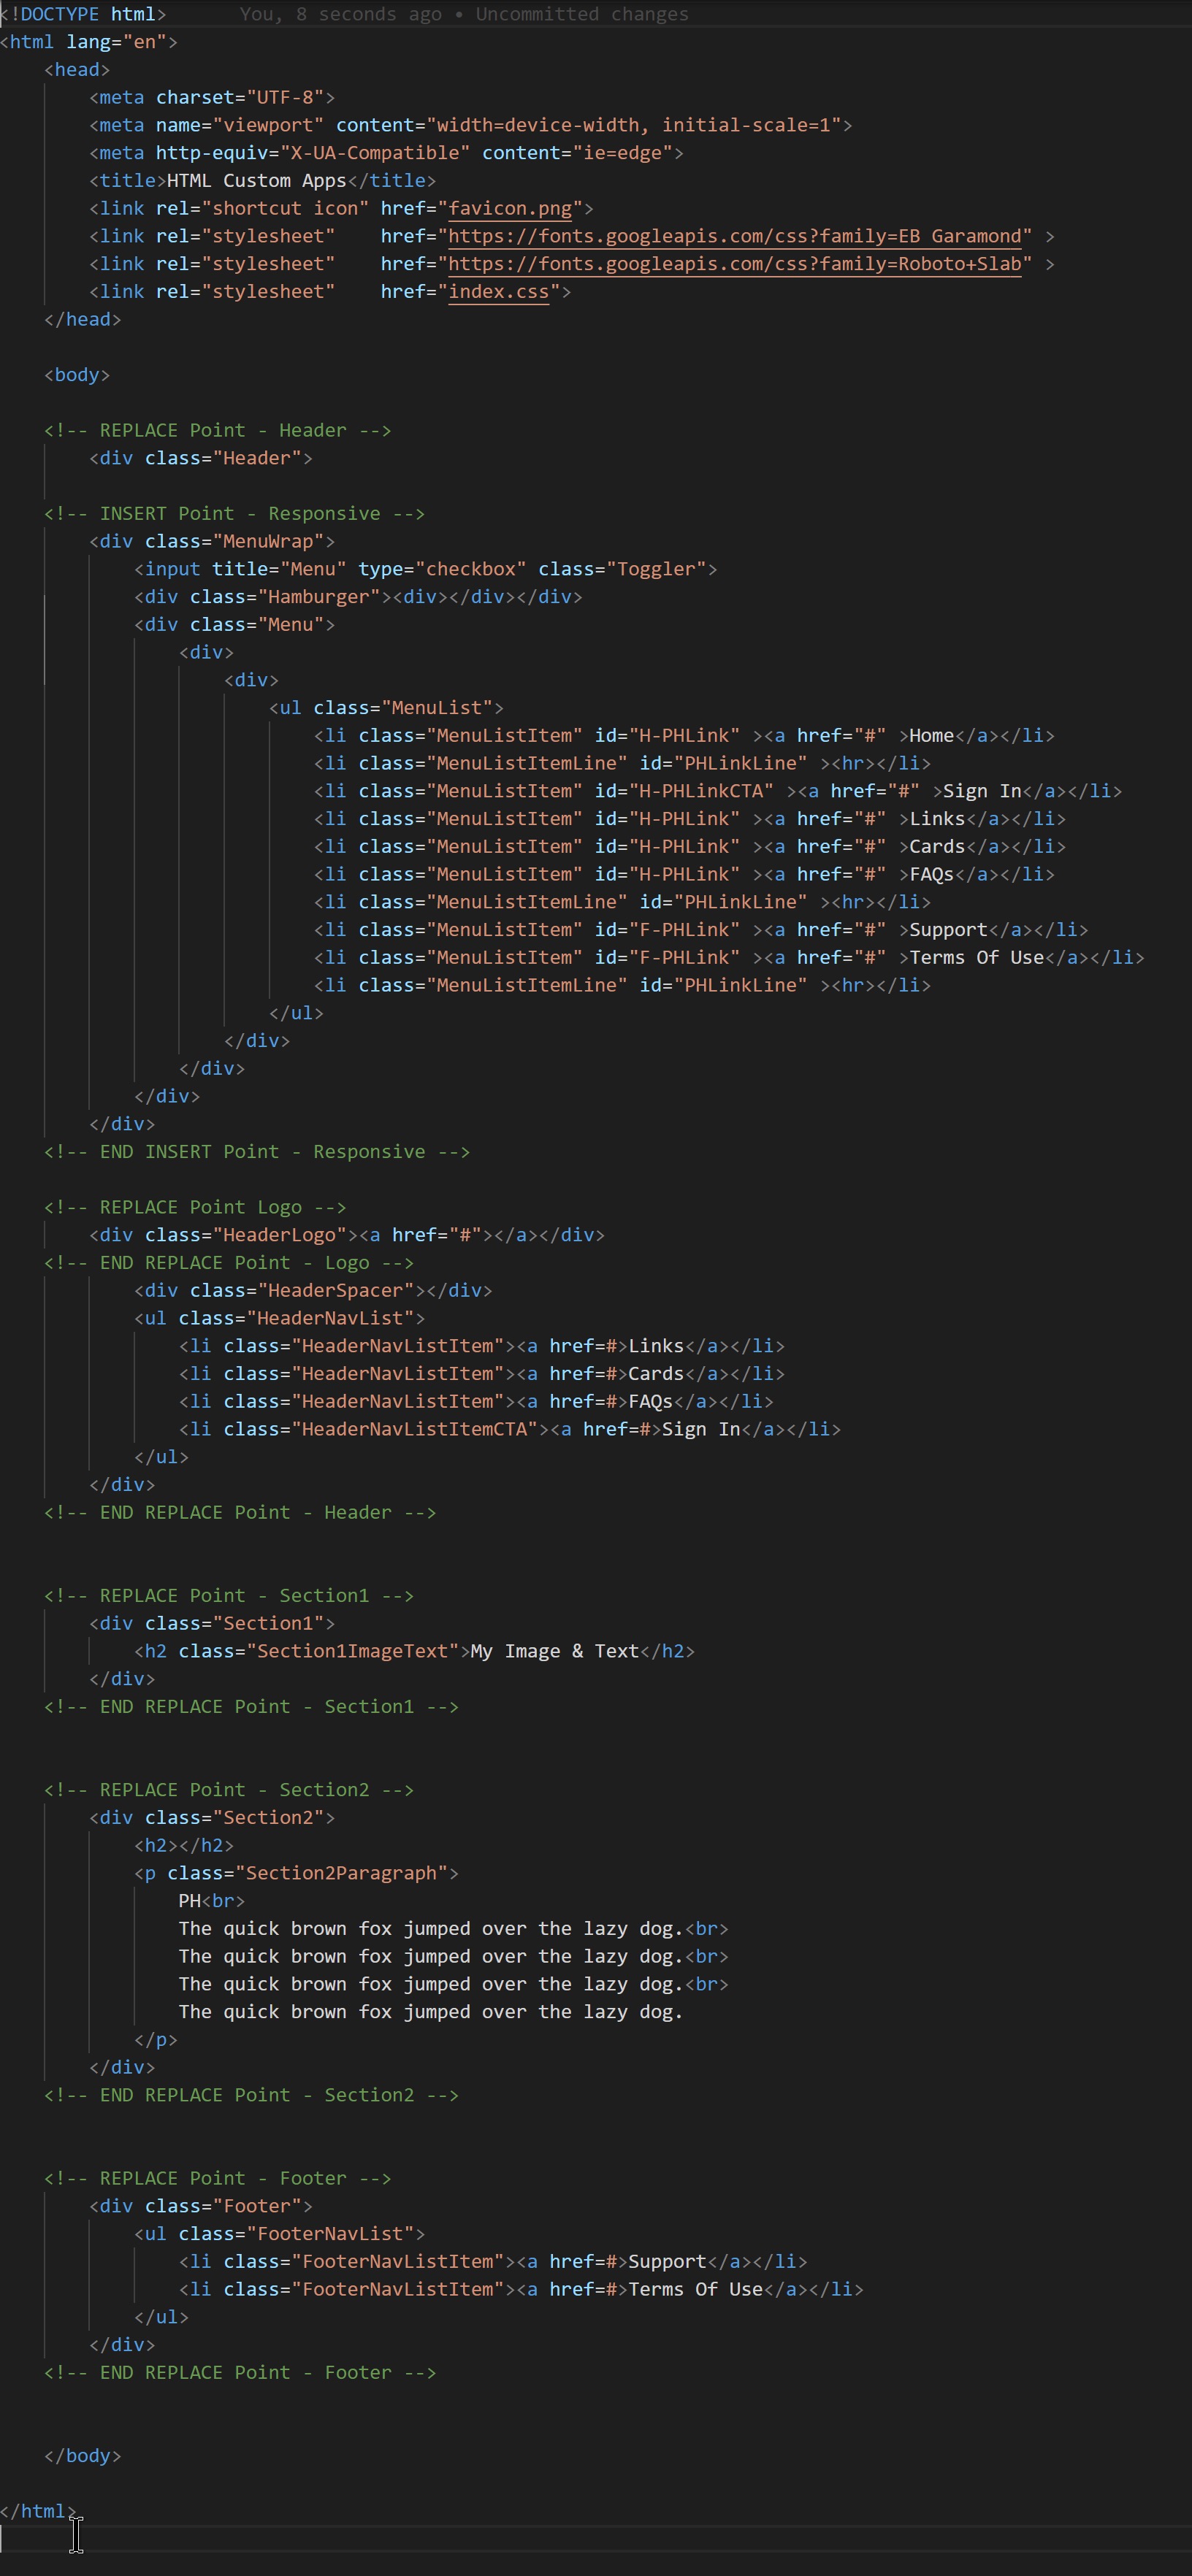 <!DOCTYPE html>      You, 8 seconds ago • Uncommitted changes
<html lang="en">
    <head>
        <meta charset="UTF-8">
        <meta name="viewport" content="width=device-width, initial-scale=1">
        <meta http-equiv="X-UA-Compatible" content="ie=edge">
        <title>HTML Custom Apps</title>
        <link rel="shortcut icon" href="favicon.png">
        <link rel="stylesheet"    href="https://fonts.googleapis.com/css?family=EB Garamond" >
        <link rel="stylesheet"    href="https://fonts.googleapis.com/css?family=Roboto+Slab" >
        <link rel="stylesheet"    href="index.css">
    </head>

    <body>

    <!-- REPLACE Point - Header -->
        <div class="Header">

    <!-- INSERT Point - Responsive -->
        <div class="MenuWrap">
            <input title="Menu" type="checkbox" class="Toggler">
            <div class="Hamburger"><div></div></div>
            <div class="Menu">
                <div>
                    <div>
                        <ul class="MenuList">
                            <li class="MenuListItem" id="H-PHLink" ><a href="#" >Home</a></li>
                            <li class="MenuListItemLine" id="PHLinkLine" ><hr></li>
                            <li class="MenuListItem" id="H-PHLinkCTA" ><a href="#" >Sign In</a></li>
                            <li class="MenuListItem" id="H-PHLink" ><a href="#" >Links</a></li>
                            <li class="MenuListItem" id="H-PHLink" ><a href="#" >Cards</a></li>
                            <li class="MenuListItem" id="H-PHLink" ><a href="#" >FAQs</a></li>
                            <li class="MenuListItemLine" id="PHLinkLine" ><hr></li>
                            <li class="MenuListItem" id="F-PHLink" ><a href="#" >Support</a></li>
                            <li class="MenuListItem" id="F-PHLink" ><a href="#" >Terms Of Use</a></li>
                            <li class="MenuListItemLine" id="PHLinkLine" ><hr></li>
                        </ul>
                    </div>
                </div>
            </div>
        </div>
    <!-- END INSERT Point - Responsive -->

    <!-- REPLACE Point Logo -->
        <div class="HeaderLogo"><a href="#"></a></div>
    <!-- END REPLACE Point - Logo -->
            <div class="HeaderSpacer"></div>
            <ul class="HeaderNavList">
                <li class="HeaderNavListItem"><a href=#>Links</a></li>
                <li class="HeaderNavListItem"><a href=#>Cards</a></li>
                <li class="HeaderNavListItem"><a href=#>FAQs</a></li>
                <li class="HeaderNavListItemCTA"><a href=#>Sign In</a></li>
            </ul>
        </div>
    <!-- END REPLACE Point - Header -->


    <!-- REPLACE Point - Section1 -->
        <div class="Section1">
            <h2 class="Section1ImageText">My Image & Text</h2>
        </div>
    <!-- END REPLACE Point - Section1 -->


    <!-- REPLACE Point - Section2 -->
        <div class="Section2">
            <h2></h2>
            <p class="Section2Paragraph">
                PH<br>
                The quick brown fox jumped over the lazy dog.<br>
                The quick brown fox jumped over the lazy dog.<br>
                The quick brown fox jumped over the lazy dog.<br>
                The quick brown fox jumped over the lazy dog.
            </p>
        </div>
    <!-- END REPLACE Point - Section2 -->


    <!-- REPLACE Point - Footer -->
        <div class="Footer">
            <ul class="FooterNavList">
                <li class="FooterNavListItem"><a href=#>Support</a></li>
                <li class="FooterNavListItem"><a href=#>Terms Of Use</a></li>
            </ul>
        </div>
    <!-- END REPLACE Point - Footer -->


    </body>

</html>